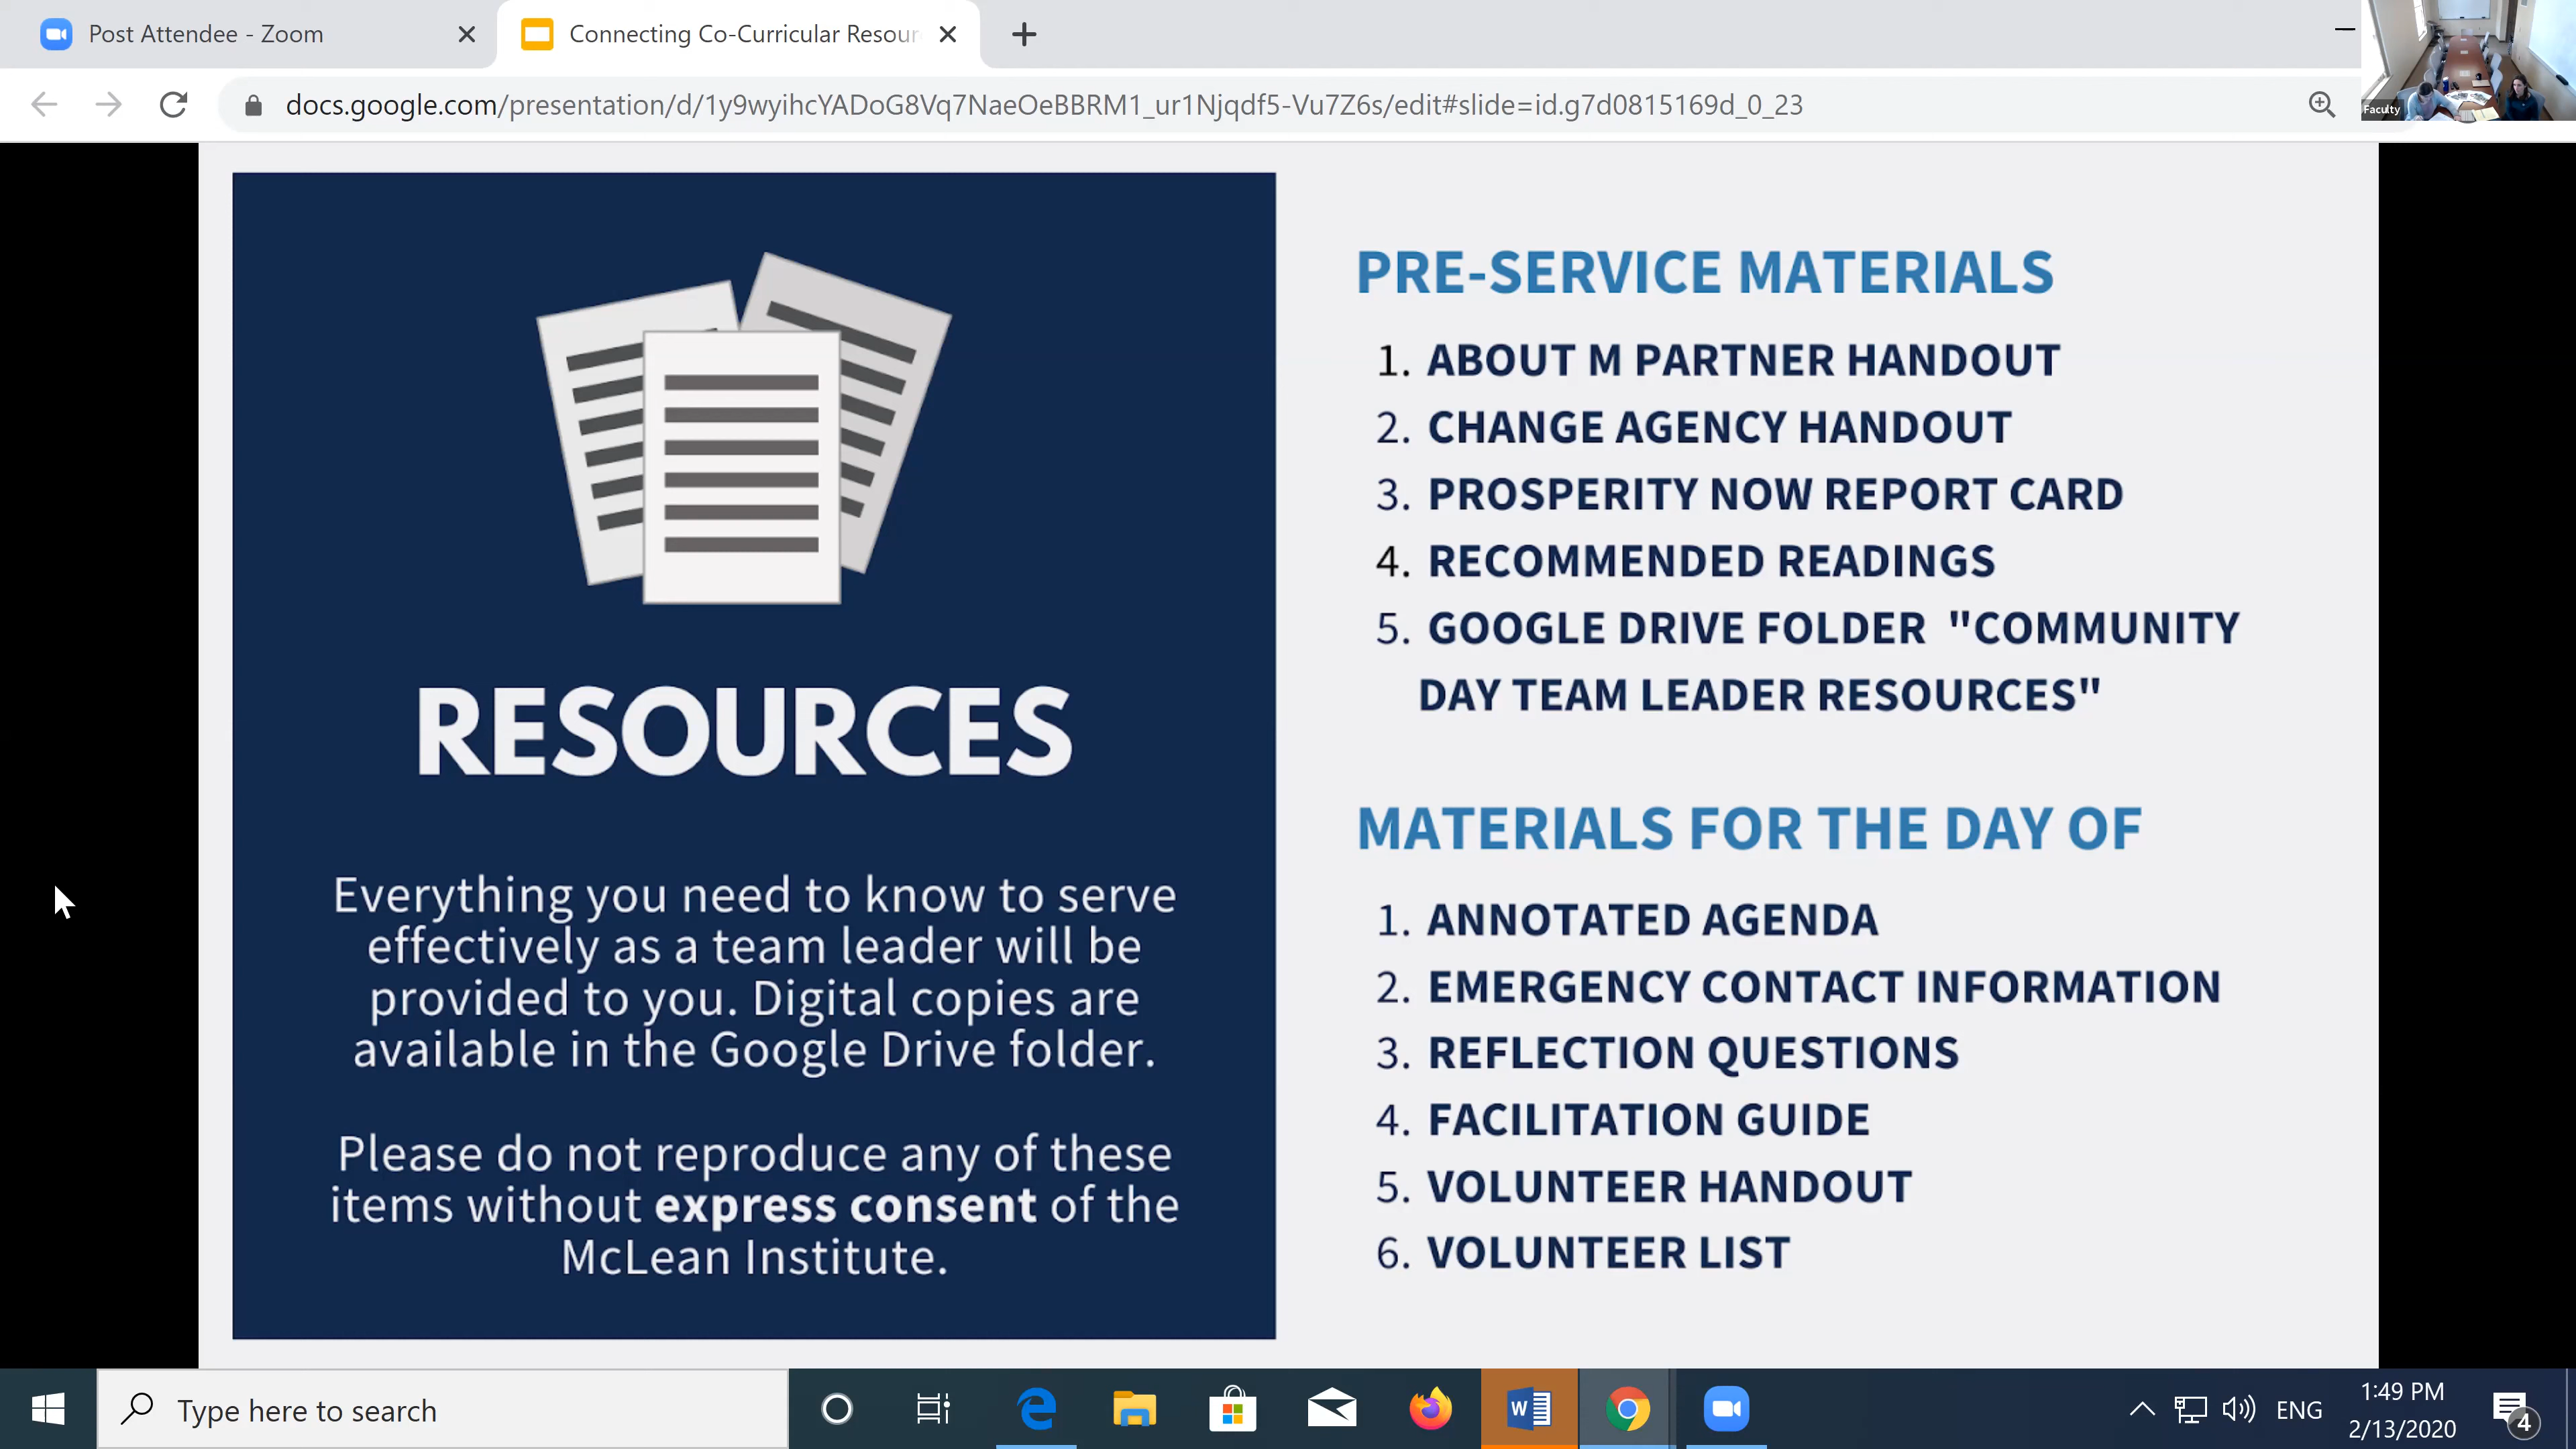 Post Attendee - Zoom
Connecting Co-Curricular Resour
docs.google.com/presentation/d/1y9wyihcYADoG8Vq7NaeOeBBRM1_ur1Njqdf5-Vu7Z6s/edit#slide=id.g7d0815169d_0_23
Faculty
RESOURCES
Everything you need to know to serve
effectively as a team leader will be
provided to you. Digital copies are
available in the Google Drive folder.
Please do not reproduce any of these
items without express consent of the
McLean Institute.
PRE-SERVICE MATERIALS
1. ABOUT M PARTNER HANDOUT
2. CHANGE AGENCY HANDOUT
3. PROSPERITY NOW REPORT CARD
4. RECOMMENDED READINGS
5. GOOGLE DRIVE FOLDER "COMMUNITY
DAY TEAM LEADER RESOURCES"
MATERIALS FOR THE DAY OF
1. ANNOTATED AGENDA
2. EMERGENCY CONTACT INFORMATION
3. REFLECTION QUESTIONS
4. FACILITATION GUIDE
5. VOLUNTEER HANDOUT
6. VOLUNTEER LIST
Type here to search
W
ENG
1:49 PM
2/13/2020
4